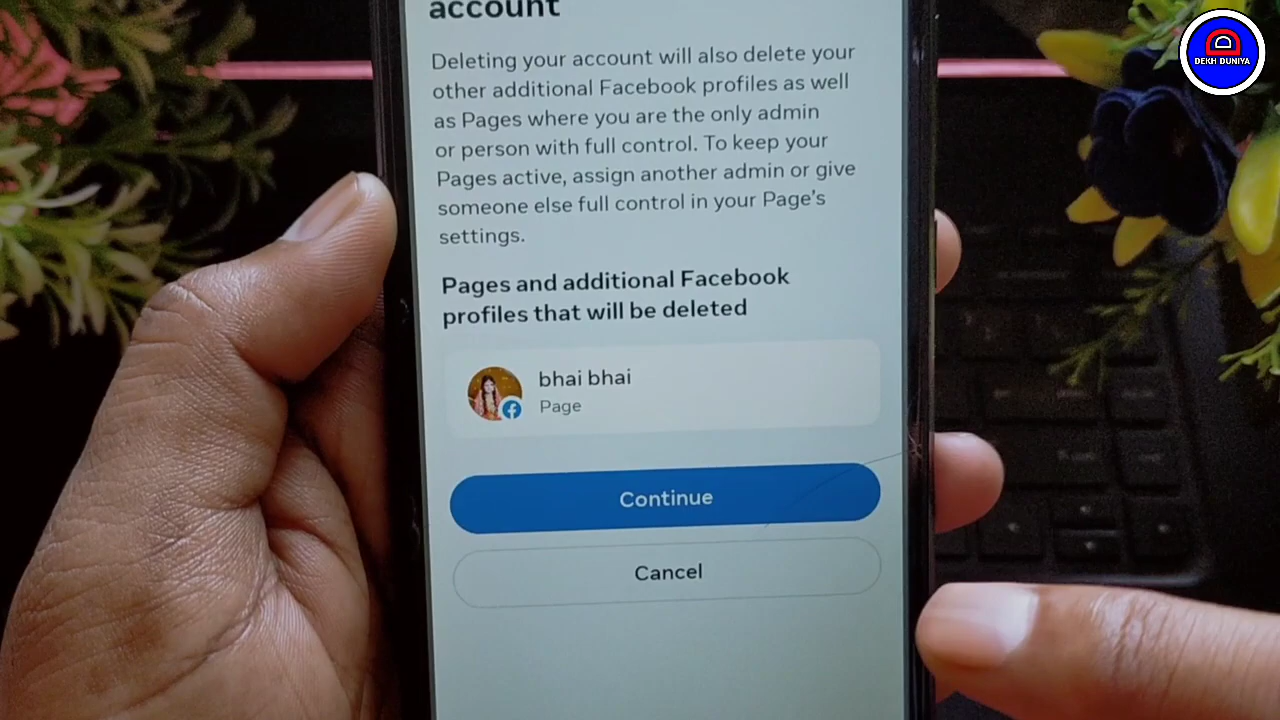 account
Deleting your account will also delete your
other additional Facebook profiles as well
as Pages where you are the only admin
or person with full control. To keep your
Pages active, assign another admin or give
someone else full control in your Page's
settings.
Pages and additional Facebook
profiles that will be deleted
bhai bhai
Page
Continue
Cancel
DEKH DUNIYA